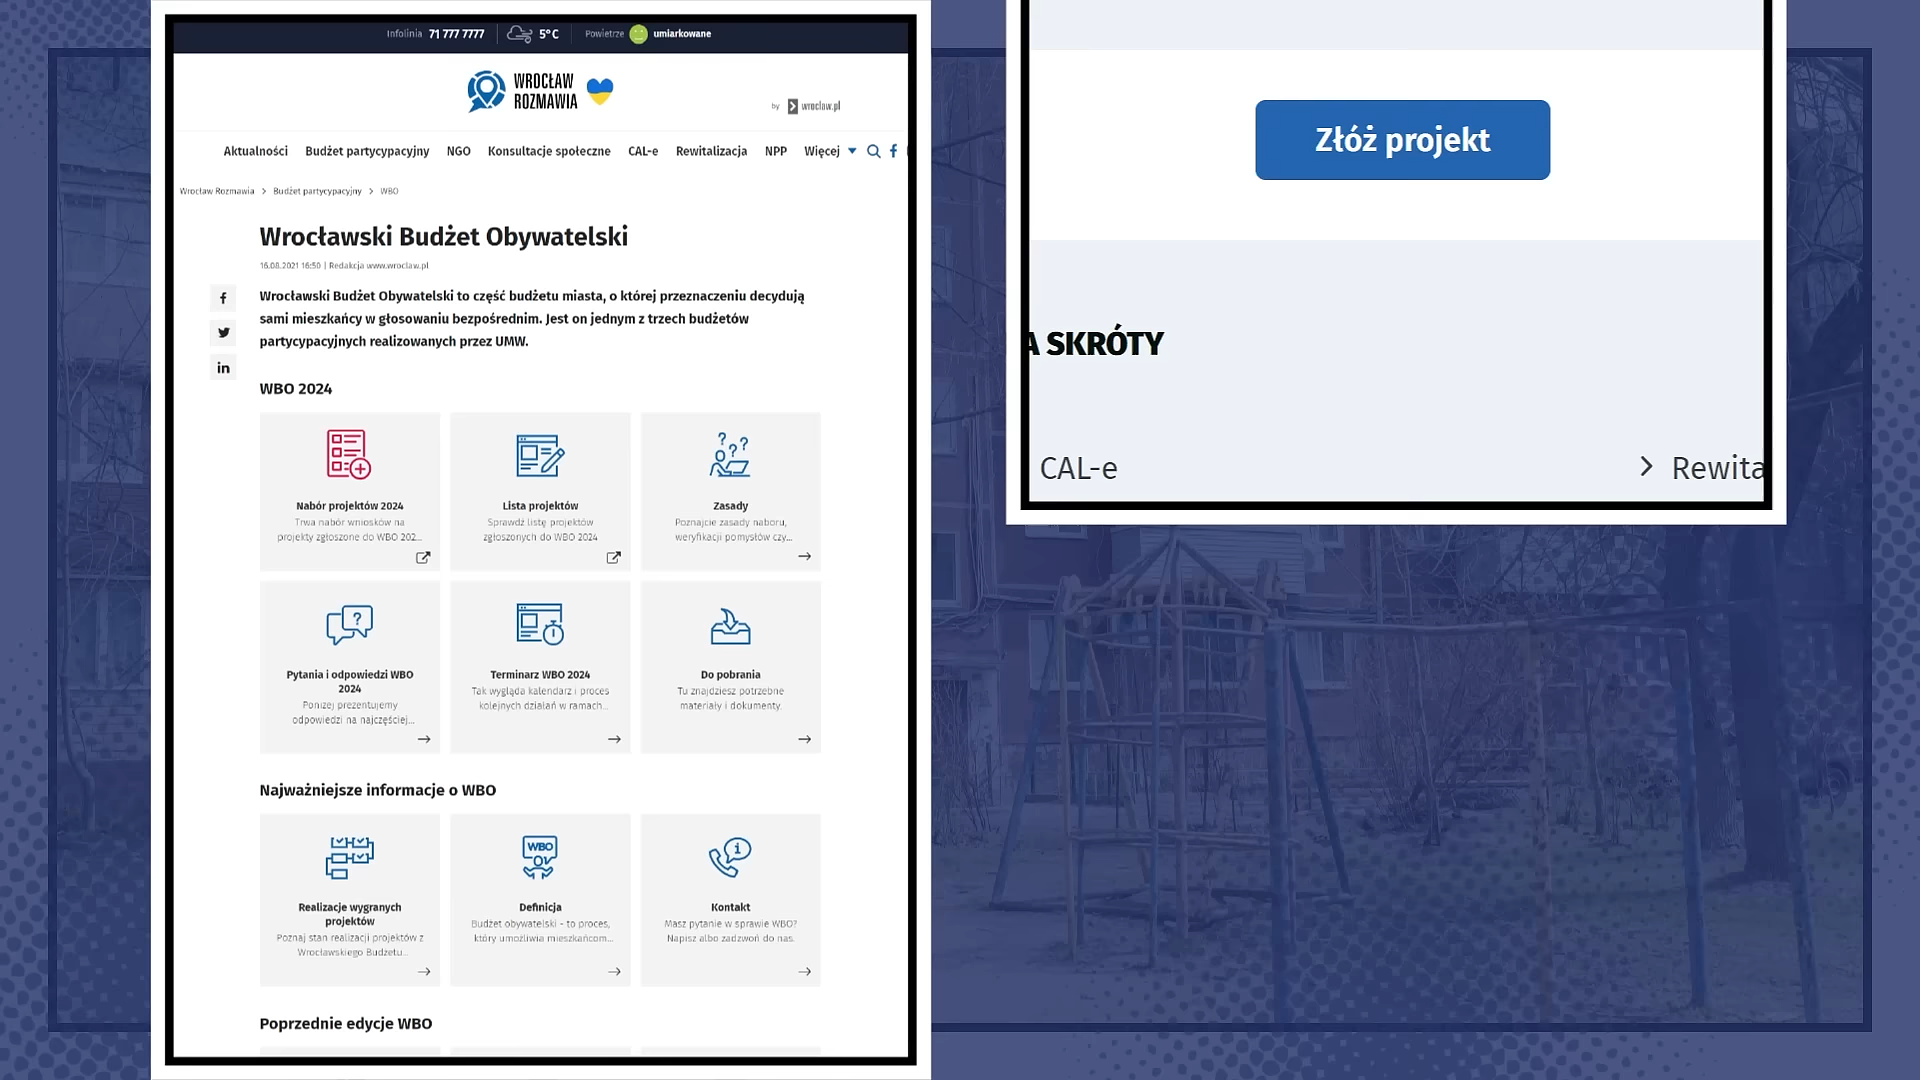 Infolinia 71 777 7777 5°C Powietrze umiarkowane
WROCŁAW
ROZMAWIA
by wroclaw.pl
Aktualności Budżet partycypacyjny NGO Konsultacje społeczne CAL-e Rewitalizacja NPP Więcej
Wrocław Rozmawia > Budżet partycypacyjny > WBO
Wrocławski Budżet Obywatelski
16.08.2021 16:50 | Redakcja www.wroclaw.pl
Wrocławski Budżet Obywatelski to część budżetu miasta, o której przeznaczeniu decydują
sami mieszkańcy w głosowaniu bezpośrednim. Jest on jednym z trzech budżetów
partycypacyjnych realizowanych przez UMW.
WBO 2024
Nabór projektów 2024
Trwa nabór wniosków na
projekty zgłoszone do WBO 202...
Lista projektów
Sprawdź listę projektów
zgłoszonych do WBO 2024
Zasady
Poznajcie zasady naboru,
weryfikacji pomysłów czy...
Pytania i odpowiedzi WBO
2024
Poniżej prezentujemy
odpowiedzi na najczęściej...
Terminarz WBO 2024
Tak wygląda kalendarz i proces
kolejnych działań w ramach...
Do pobrania
Tu znajdziesz potrzebne
materiały i dokumenty.
Najważniejsze informacje o WBO
Realizacje wygranych
projektów
Poznaj stan realizacji projektów z
Wrocławskiego Budżetu...
WBO
Definicja
Budżet obywatelski - to proces,
który umożliwia mieszkańcom...
Kontakt
Masz pytanie w sprawie WBO?
Napisz albo zadzwoń do nas.
Poprzednie edycje WBO
Złóż projekt
A SKRÓTY
CAL-e
> Rewita